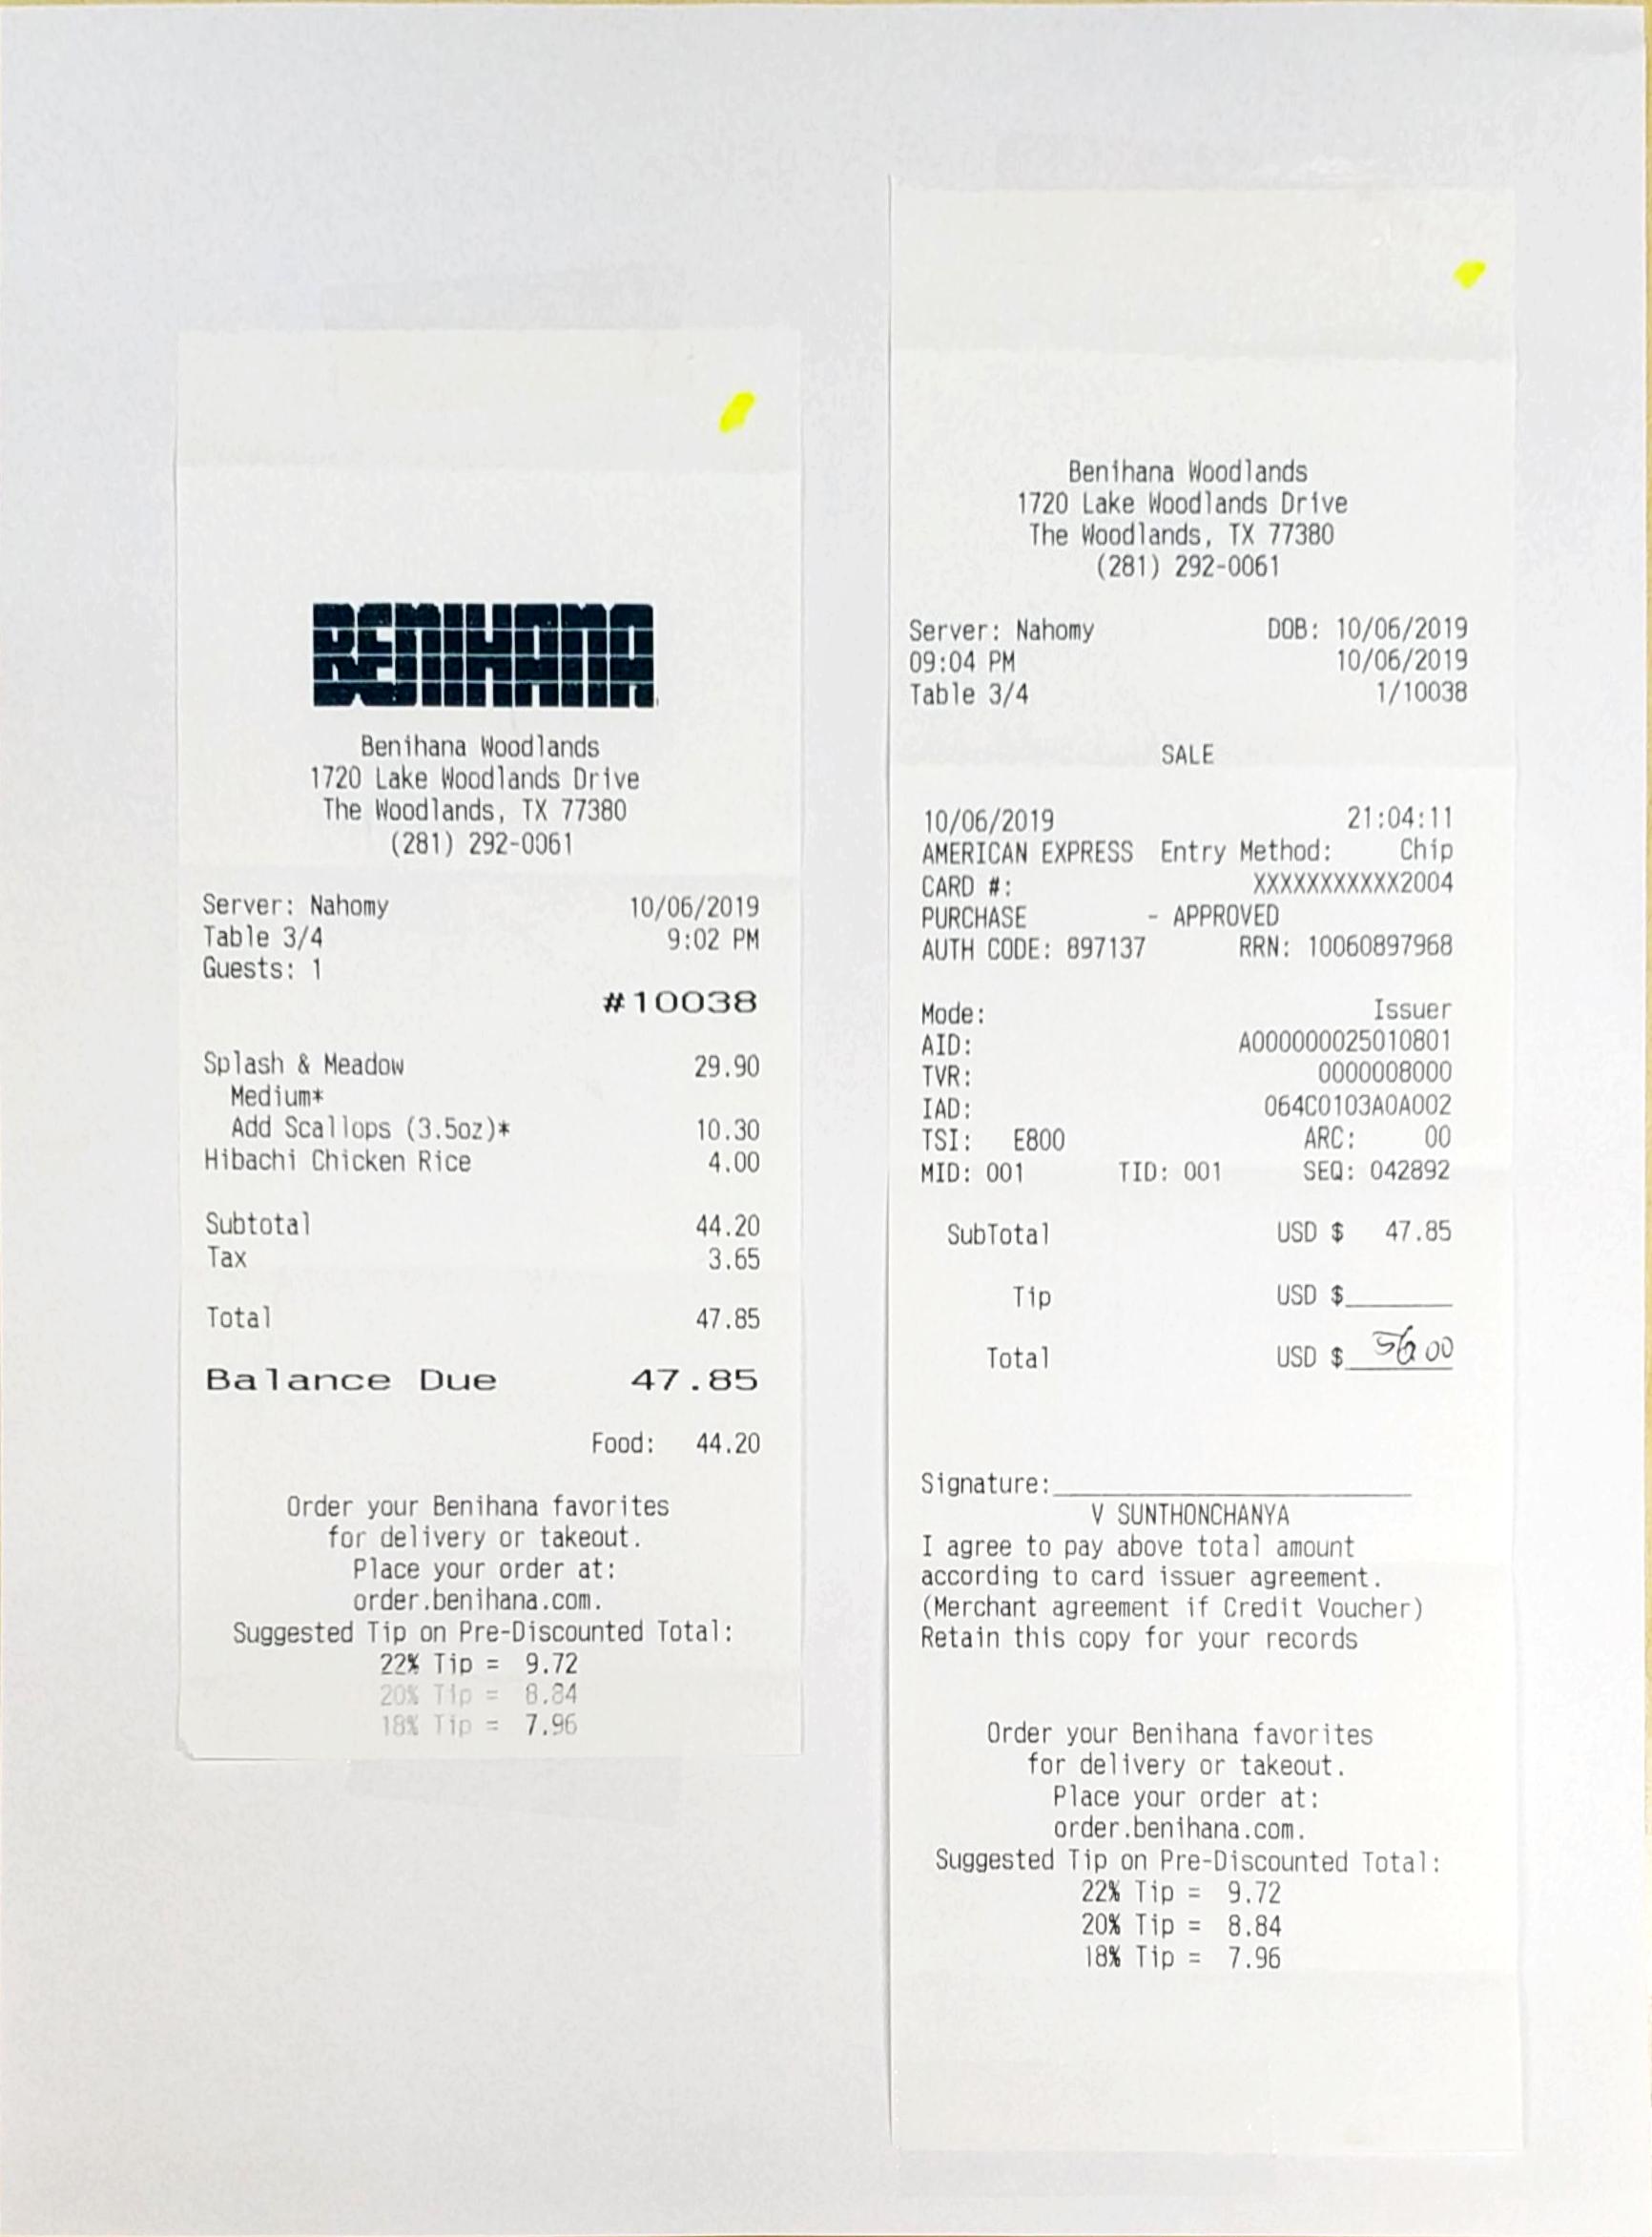 BENIHANA
Benihana Woodlands
1720 Lake Woodlands Drive
The Woodlands, TX 77380
(281) 292-0061
Server: Nahomy 10/06/2019
Table 3/4 9:02 PM
Guests: 1
#10038
Splash & Meadow 29.90
Medium*
Add Scallops (3.5oz)* 10.30
Hibachi Chicken Rice 4.00
Subtotal 44.20
Tax 3.65
Total 47.85
Balance Due 47.85
Food: 44.20
Order your Benihana favorites
for delivery or takeout.
Place your order at:
order.benihana.com.
Suggested Tip on Pre-Discounted Total:
22% Tip = 9.72
20% Tip = 8.84
18% Tip = 7.96
Benihana Woodlands
1720 Lake Woodlands Drive
The Woodlands, TX 77380
(281) 292-0061
Server: Nahomy DOB: 10/06/2019
09:04 PM 10/06/2019
Table 3/4 1/10038
SALE
10/06/2019 21:04:11
AMERICAN EXPRESS Entry Method: Chip
CARD #: XXXXXXXXXXX2004
PURCHASE - APPROVED
AUTH CODE: 897137 RRN: 10060897968
Mode: Issuer
AID: A000000025010801
TVR: 0000008000
IAD: 064C0103A0A002
TSI: E800 ARC: 00
MID: 001 TID: 001 SEQ: 042892
SubTotal USD $ 47.85
Tip USD $
Total USD $ 56.00
Signature:
V SUNTHONCHANYA
I agree to pay above total amount
according to card issuer agreement.
(Merchant agreement if Credit Voucher)
Retain this copy for your records
Order your Benihana favorites
for delivery or takeout.
Place your order at:
order.benihana.com.
Suggested Tip on Pre-Discounted Total:
22% Tip = 9.72
20% Tip = 8.84
18% Tip = 7.96